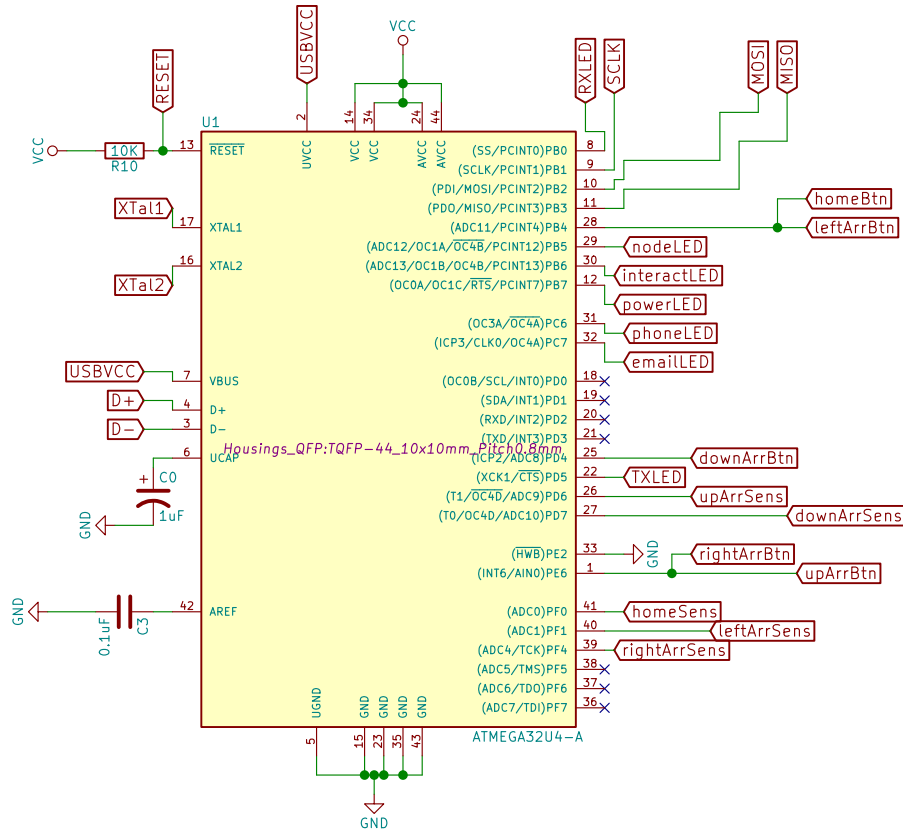 USBVCC
VCC
RXLED
SCLK
MOSI
MISO
RESET
U1
2
14
34
24
44
UVCC
VCC
VCC
AVCC
AVCC
VCC
10K
R10
13
RESET
XTal1
17
XTAL1
16
XTAL2
XTal2
USBVCC
7
VBUS
D+
4
D+
D-
3
D-
6
UCAP
+
C0
1uF
GND
42
AREF
GND
0.1uF
C3
Housings_QFP:TQFP-44_10x10mm_Pitch0.8mm
(SS/PCINT0)PB0
8
(SCLK/PCINT1)PB1
9
(PDI/MOSI/PCINT2)PB2
10
(PDO/MISO/PCINT3)PB3
11
homeBtn
(ADC11/PCINT4)PB4
28
leftArrBtn
(ADC12/OC1A/OC4B/PCINT12)PB5
29
nodeLED
(ADC13/OC1B/OC4B/PCINT13)PB6
30
interactLED
(OC0A/OC1C/RTS/PCINT7)PB7
12
powerLED
(OC3A/OC4A)PC6
31
phoneLED
(ICP3/CLK0/OC4A)PC7
32
emailLED
(OC0B/SCL/INT0)PD0
18
(SDA/INT1)PD1
19
(RXD/INT2)PD2
20
(TXD/INT3)PD3
21
(ICP2/ADC8)PD4
25
downArrBtn
(XCK1/CTS)PD5
22
TXLED
(T1/OC4D/ADC9)PD6
26
upArrSens
(T0/OC4D/ADC10)PD7
27
downArrSens
(HWB)PE2
33
GND
rightArrBtn
(INT6/AIN0)PE6
1
upArrBtn
(ADC0)PF0
41
homeSens
(ADC1)PF1
40
leftArrSens
(ADC4/TCK)PF4
39
rightArrSens
(ADC5/TMS)PF5
38
(ADC6/TDO)PF6
37
(ADC7/TDI)PF7
36
UGND
GND
GND
GND
GND
5
15
23
35
43
ATMEGA32U4-A
GND